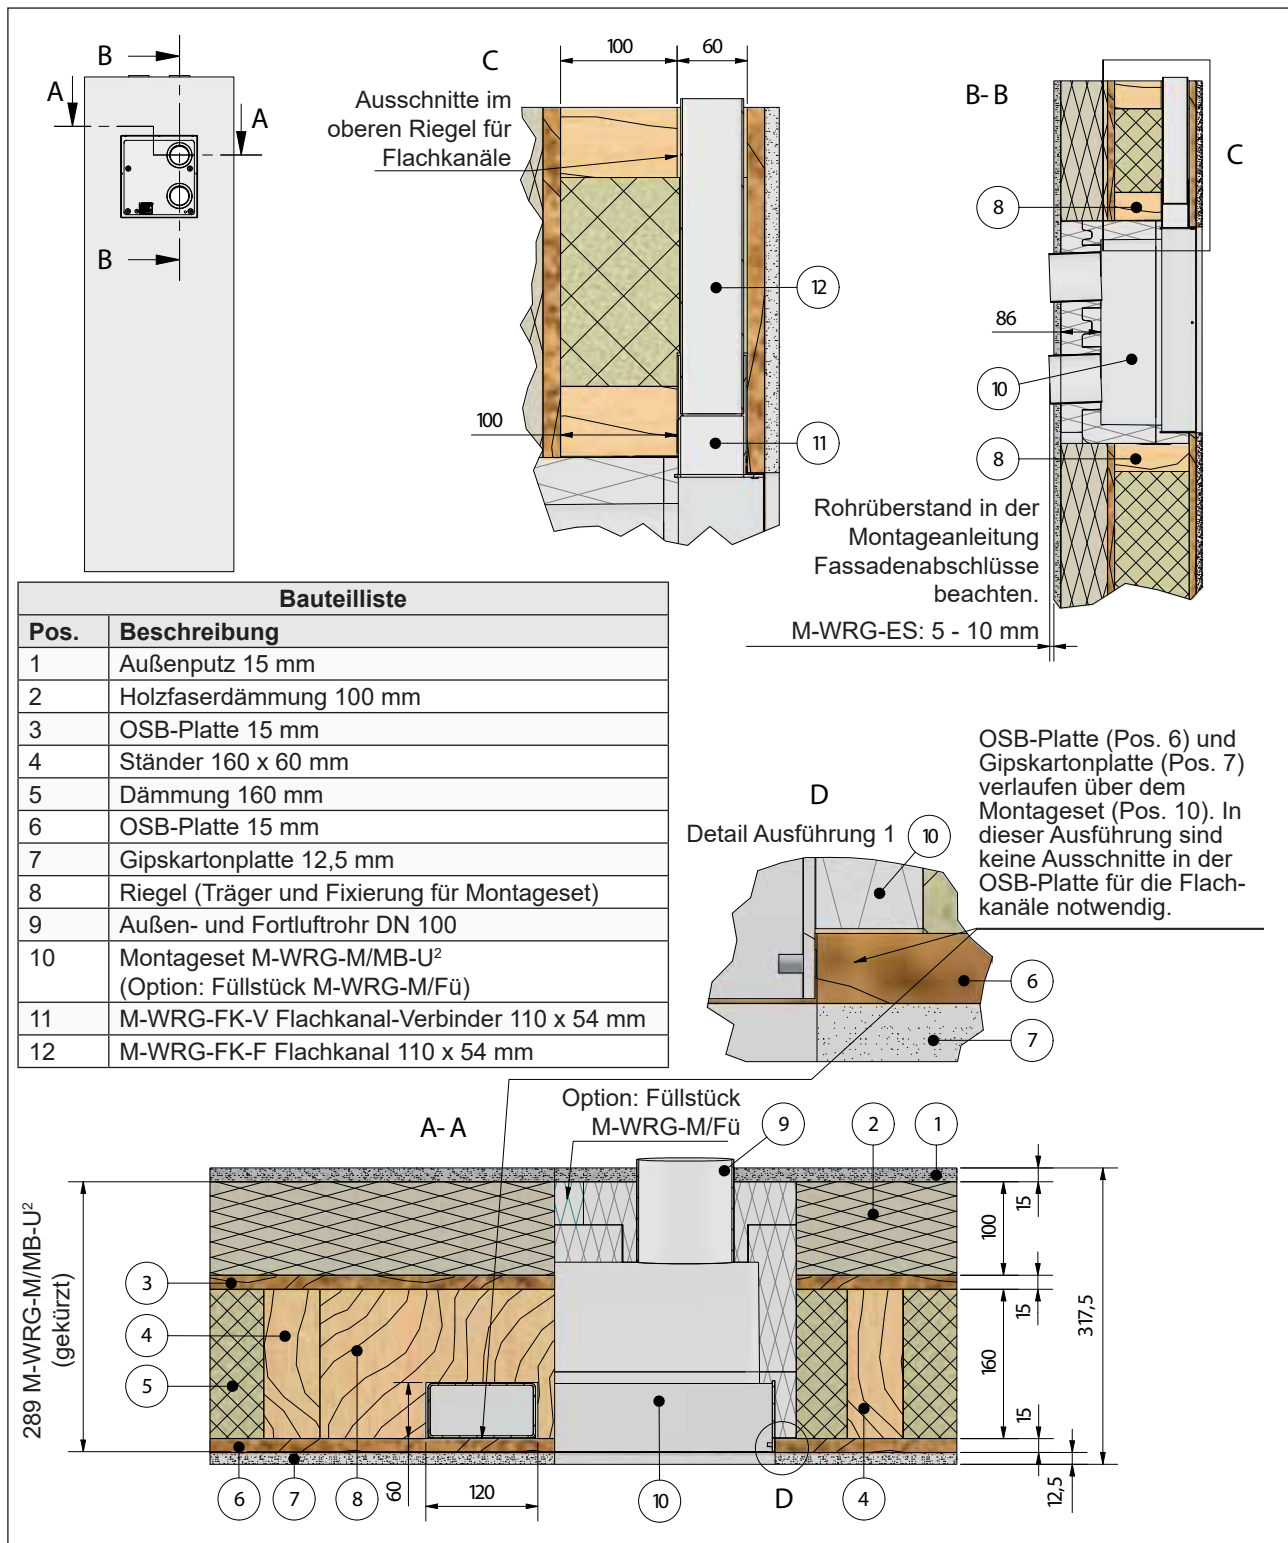 B
A
A
B
C
100
60
Ausschnitte im
oberen Riegel für
Flachkanäle
12
100
11
B- B
C
8
86
10
8
Rohrüberstand in der
Montageanleitung
Fassadenabschlüsse
beachten.
M-WRG-ES: 5 - 10 mm
Bauteilliste
Pos. Beschreibung
1 Außenputz 15 mm
2 Holzfaserdämmung 100 mm
3 OSB-Platte 15 mm
4 Ständer 160 x 60 mm
5 Dämmung 160 mm
6 OSB-Platte 15 mm
7 Gipskartonplatte 12,5 mm
8 Riegel (Träger und Fixierung für Montageset)
9 Außen- und Fortluftrohr DN 100
10 Montageset M-WRG-M/MB-U²
(Option: Füllstück M-WRG-M/Fü)
11 M-WRG-FK-V Flachkanal-Verbinder 110 x 54 mm
12 M-WRG-FK-F Flachkanal 110 x 54 mm
OSB-Platte (Pos. 6) und
Gipskartonplatte (Pos. 7)
verlaufen über dem
Montageset (Pos. 10). In
dieser Ausführung sind
keine Ausschnitte in der
OSB-Platte für die Flach-
kanäle notwendig.
D
Detail Ausführung 1
10
6
7
A- A
Option: Füllstück
M-WRG-M/Fü
9
2
1
289 M-WRG-M/MB-U²
(gekürzt)
3
4
5
15
100
15
160
15
317,5
12,5
6
7
8
60
120
10
D
4